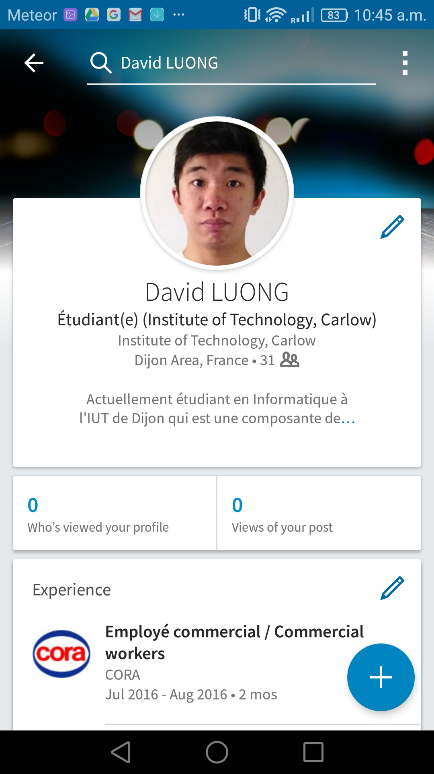 Meteor ... 83 10:45 a.m.
David LUONG
David LUONG
Étudiant(e) (Institute of Technology, Carlow)
Institute of Technology, Carlow
Dijon Area, France • 31
Actuellement étudiant en Informatique à
l'IUT de Dijon qui est une composante de…
0 0
Who's viewed your profile Views of your post
Experience
Employé commercial / Commercial
workers
cora
CORA
Jul 2016 - Aug 2016 • 2 mos